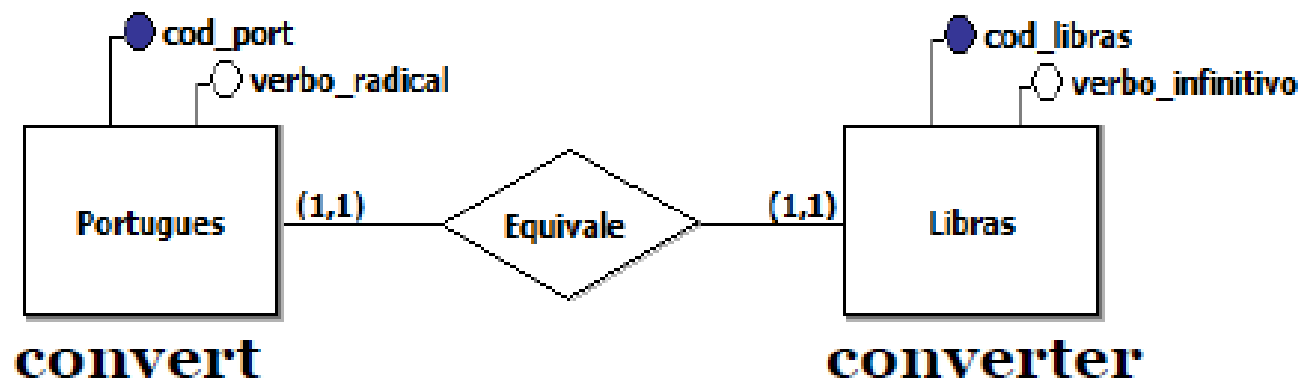 cod_port
verbo_radical
cod_libras
verbo_infinitivo
Portugues
(1,1)
Equivale
(1,1)
Libras
convert
converter